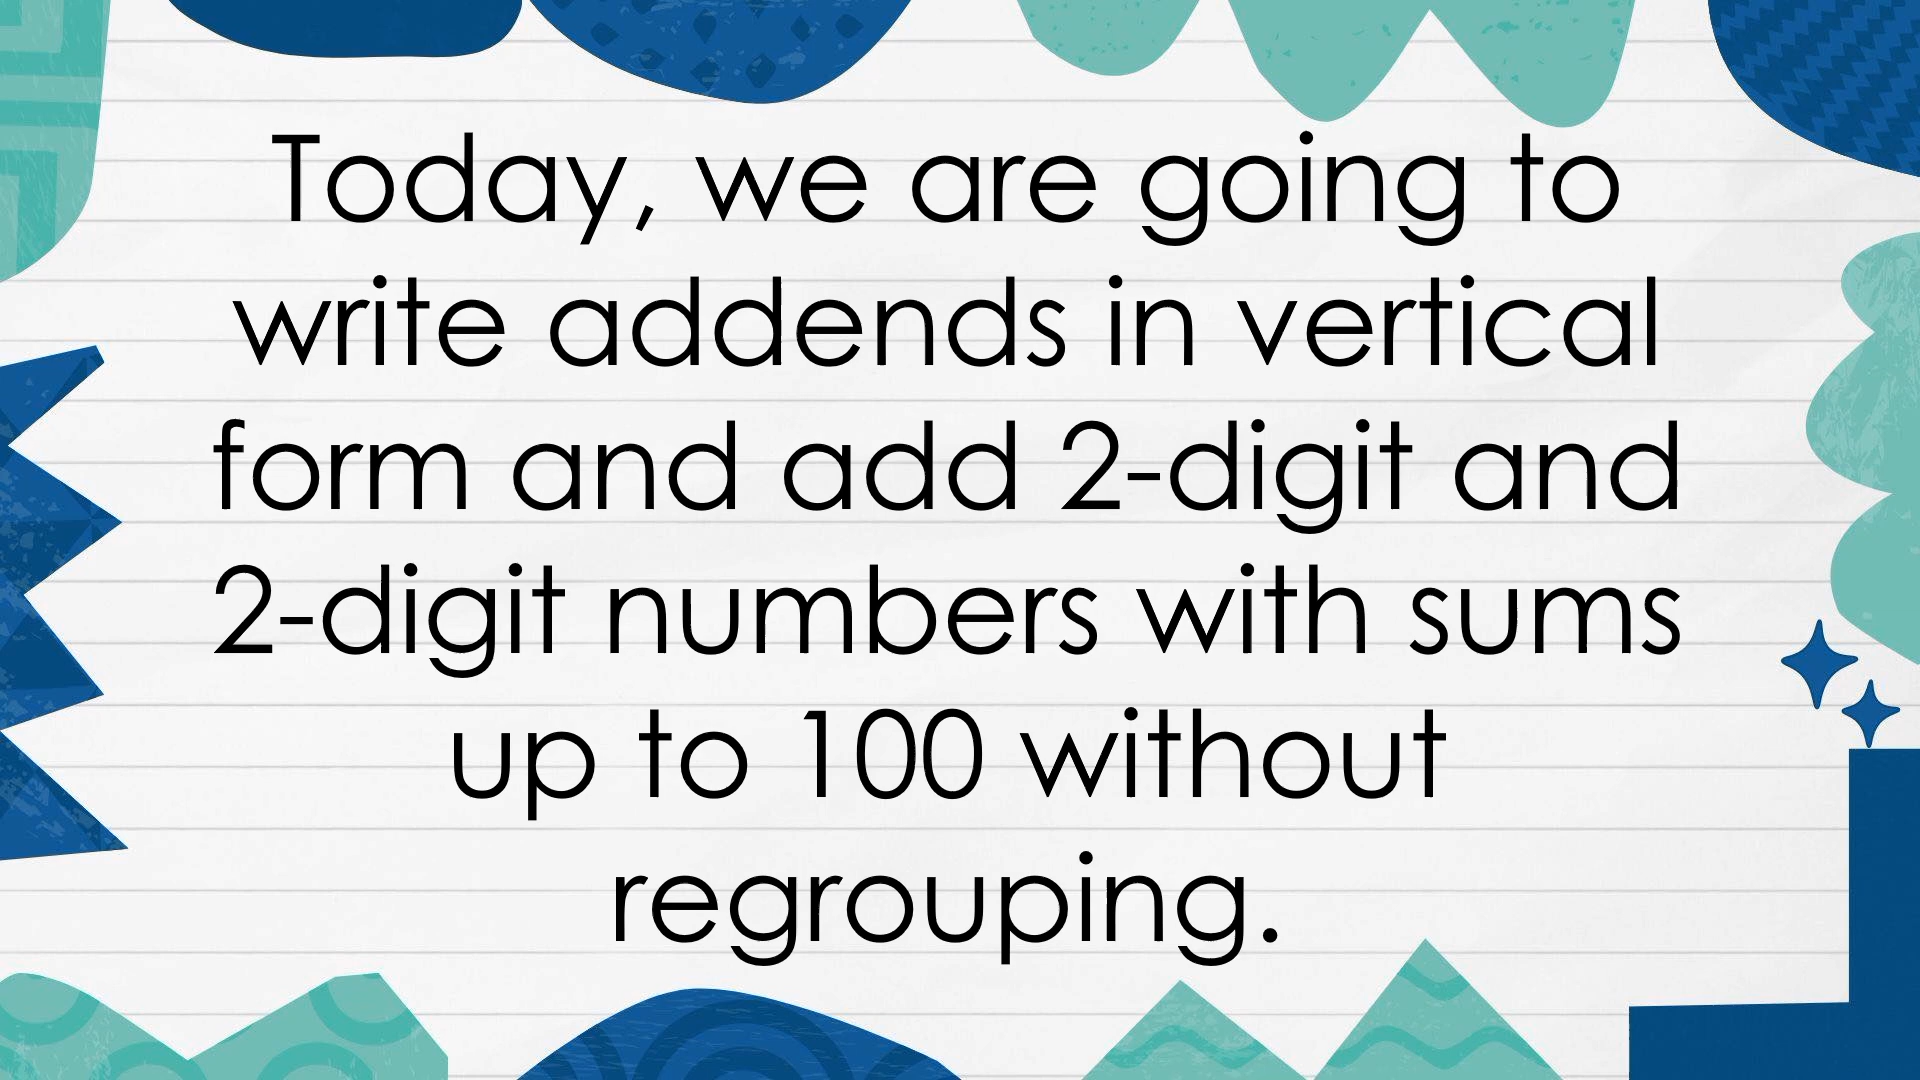 Today, we are going to
write addends in vertical
form and add 2-digit and
2-digit numbers with sums
up to 100 without
regrouping.